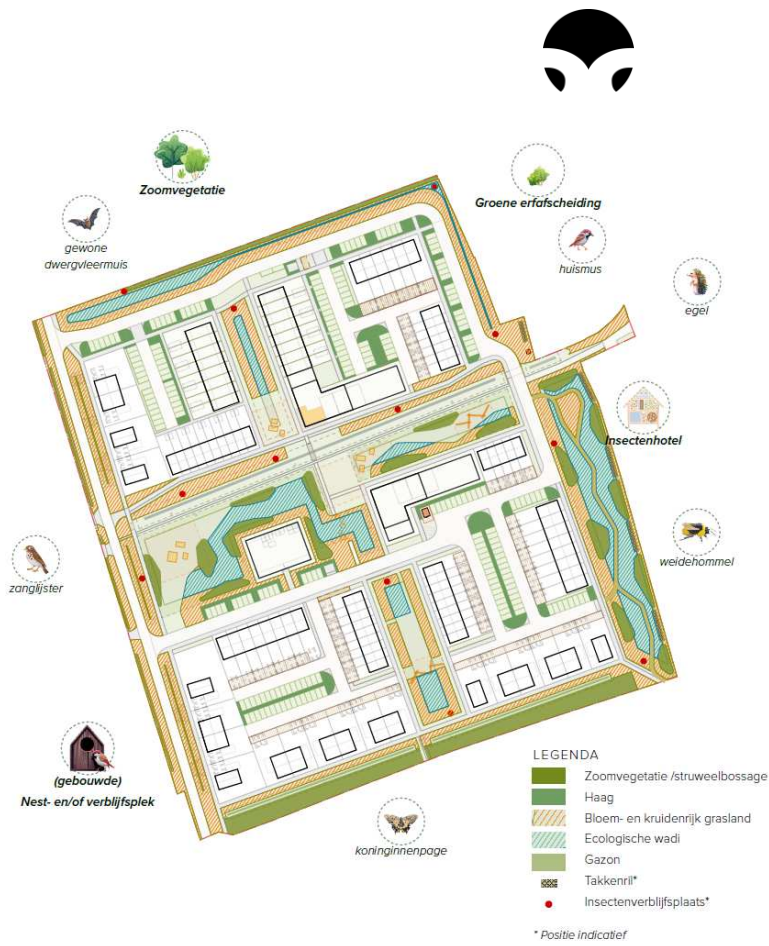 Zoomvegetatie
Groene erfafscheiding
gewone
dwergvleermuis
huismus
egel
Insectenhotel
weidehommel
zanglijster
(gebouwde)
Nest- en/of verblijfsplek
koninginnenpage
LEGENDA
Zoomvegetatie /struweelbossage
Haag
Bloem- en kruidenrijk grasland
Ecologische wadi
Gazon
Takkenril*
Insectenverblijfsplaats*
* Positie indicatief